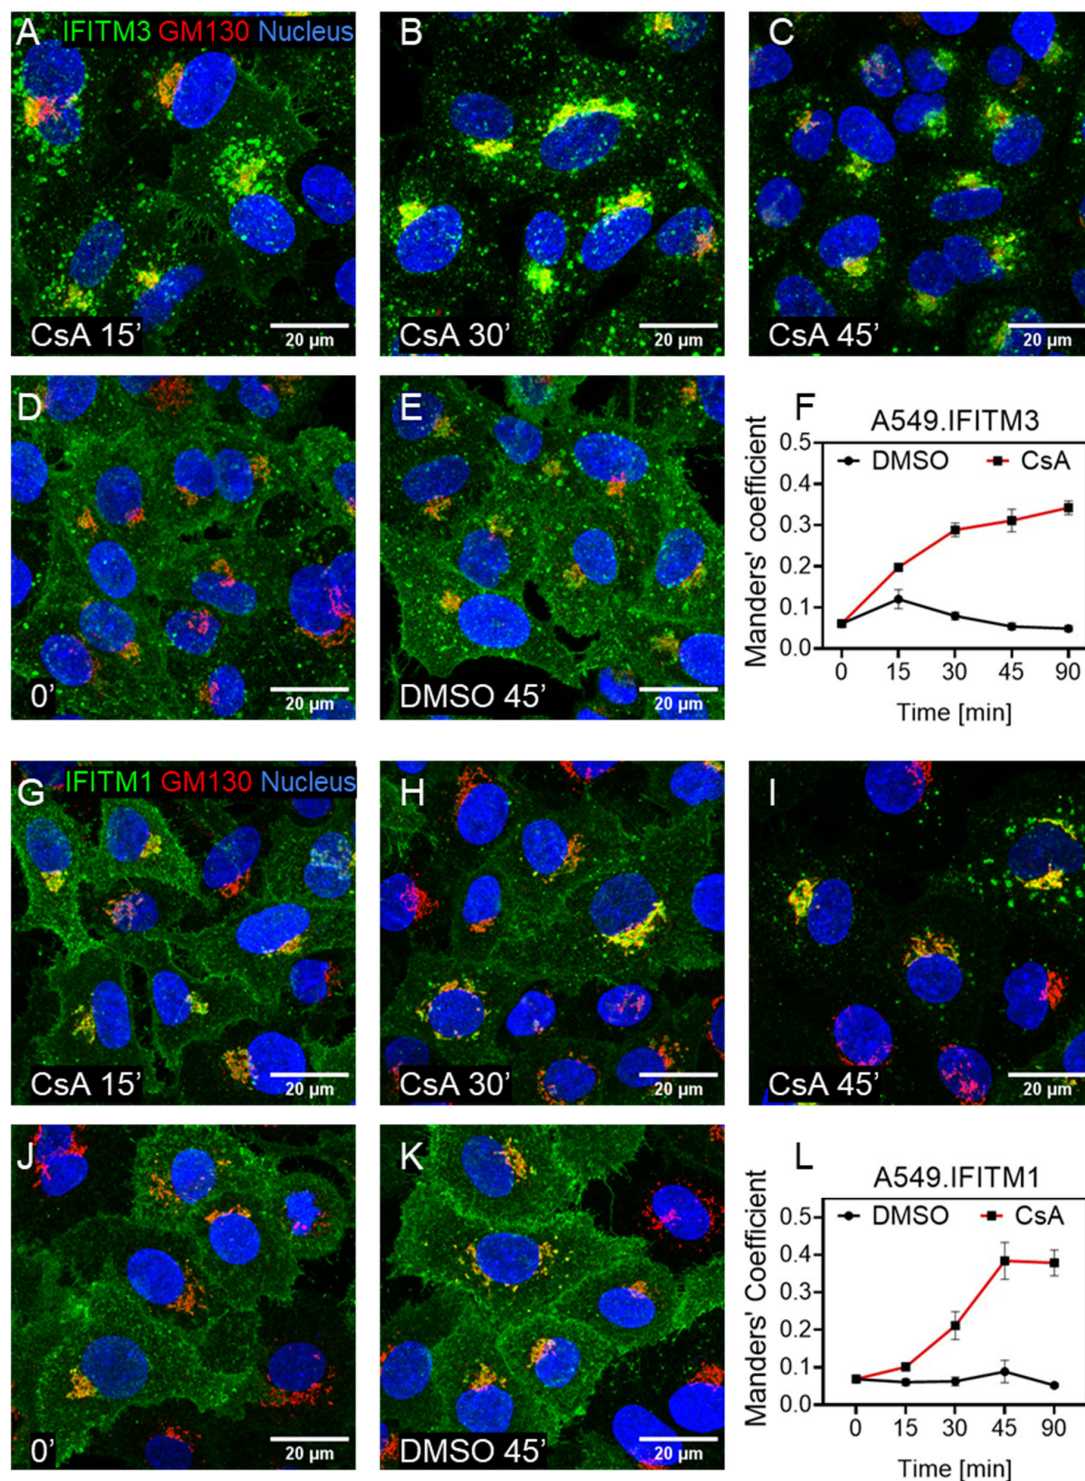 A IFITM3 GM130 Nucleus
CsA 15’
20 µm
B
CsA 30’
20 µm
C
CsA 45’
20 µm
D
0’
20 µm
E
DMSO 45’
20 µm
F
A549.IFITM3
DMSO CsA
Manders' coefficient
0.5
0.4
0.3
0.2
0.1
0.0
0 15 30 45 90
Time [min]
G IFITM1 GM130 Nucleus
CsA 15’
20 µm
H
CsA 30’
20 µm
I
CsA 45’
20 µm
J
0’
20 µm
K
DMSO 45’
20 µm
L
A549.IFITM1
DMSO CsA
Manders' Coefficient
0.5
0.4
0.3
0.2
0.1
0.0
0 15 30 45 90
Time [min]